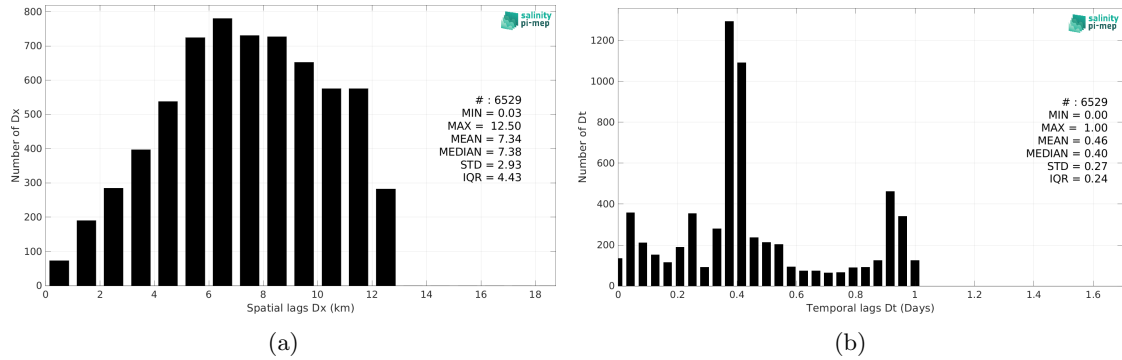 800
700
600
500
400
300
200
100
0
Number of Dx
0 2 4 6 8 10 12 14 16 18
Spatial lags Dx (km)
salinity
pi-mep
# : 6529
MIN = 0.03
MAX = 12.50
MEAN = 7.34
MEDIAN = 7.38
STD = 2.93
IQR = 4.43
(a)
1200
1000
800
600
400
200
0
Number of Dt
0 0.2 0.4 0.6 0.8 1 1.2 1.4 1.6
Temporal lags Dt (Days)
salinity
pi-mep
# : 6529
MIN = 0.00
MAX = 1.00
MEAN = 0.46
MEDIAN = 0.40
STD = 0.27
IQR = 0.24
(b)